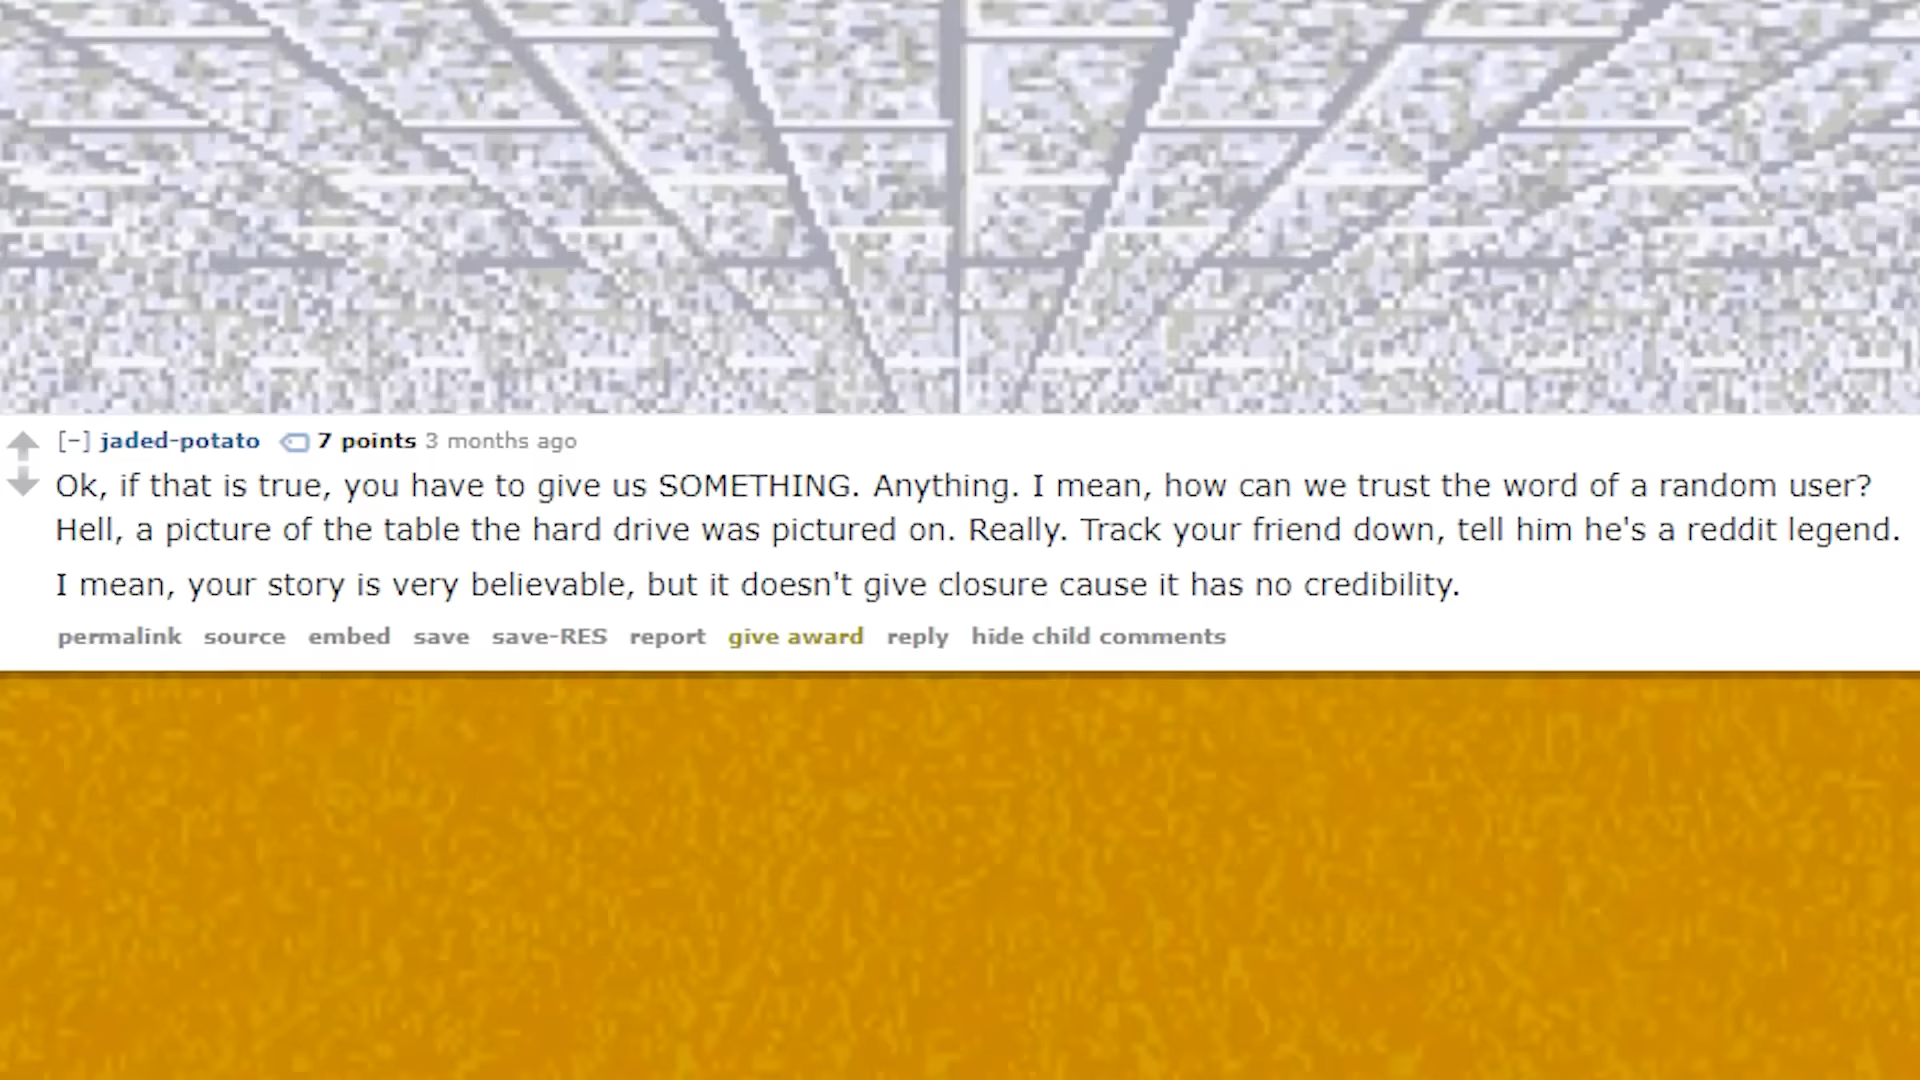 [-] jaded-potato 7 points 3 months ago
Ok, if that is true, you have to give us SOMETHING. Anything. I mean, how can we trust the word of a random user?
Hell, a picture of the table the hard drive was pictured on. Really. Track your friend down, tell him he's a reddit legend.
I mean, your story is very believable, but it doesn't give closure cause it has no credibility.
permalink source embed save save-RES report give award reply hide child comments